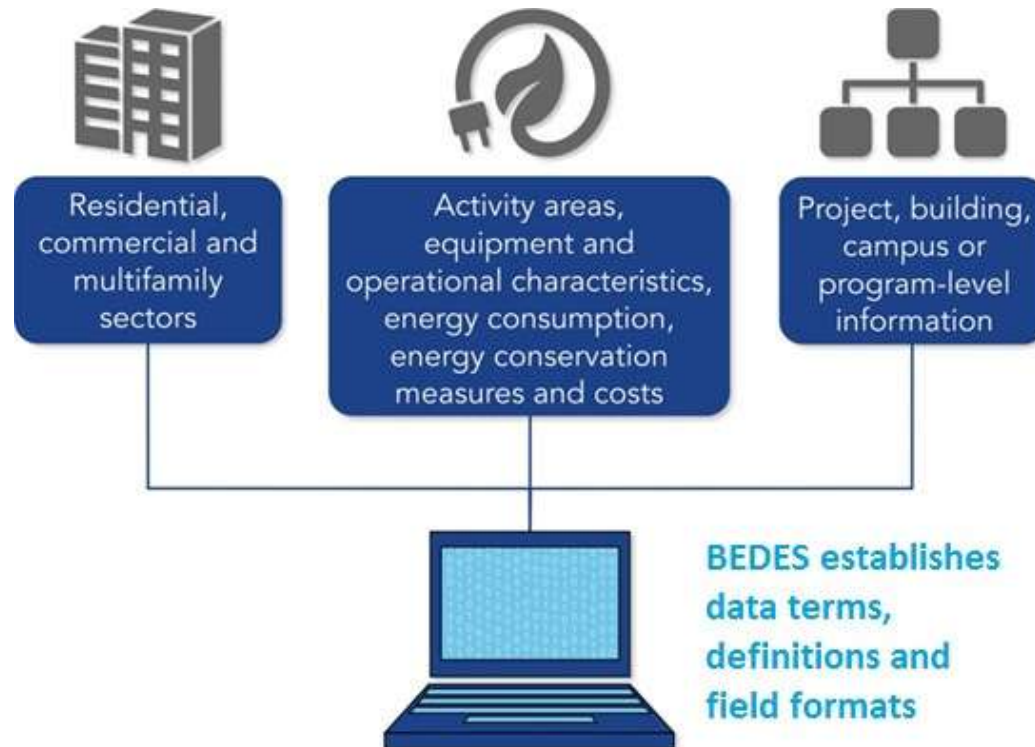 Residential,
commercial and
multifamily
sectors
Activity areas,
equipment and
operational characteristics,
energy consumption,
energy conservation
measures and costs
Project, building,
campus or
program-level
information
BEDES establishes
data terms,
definitions and
field formats